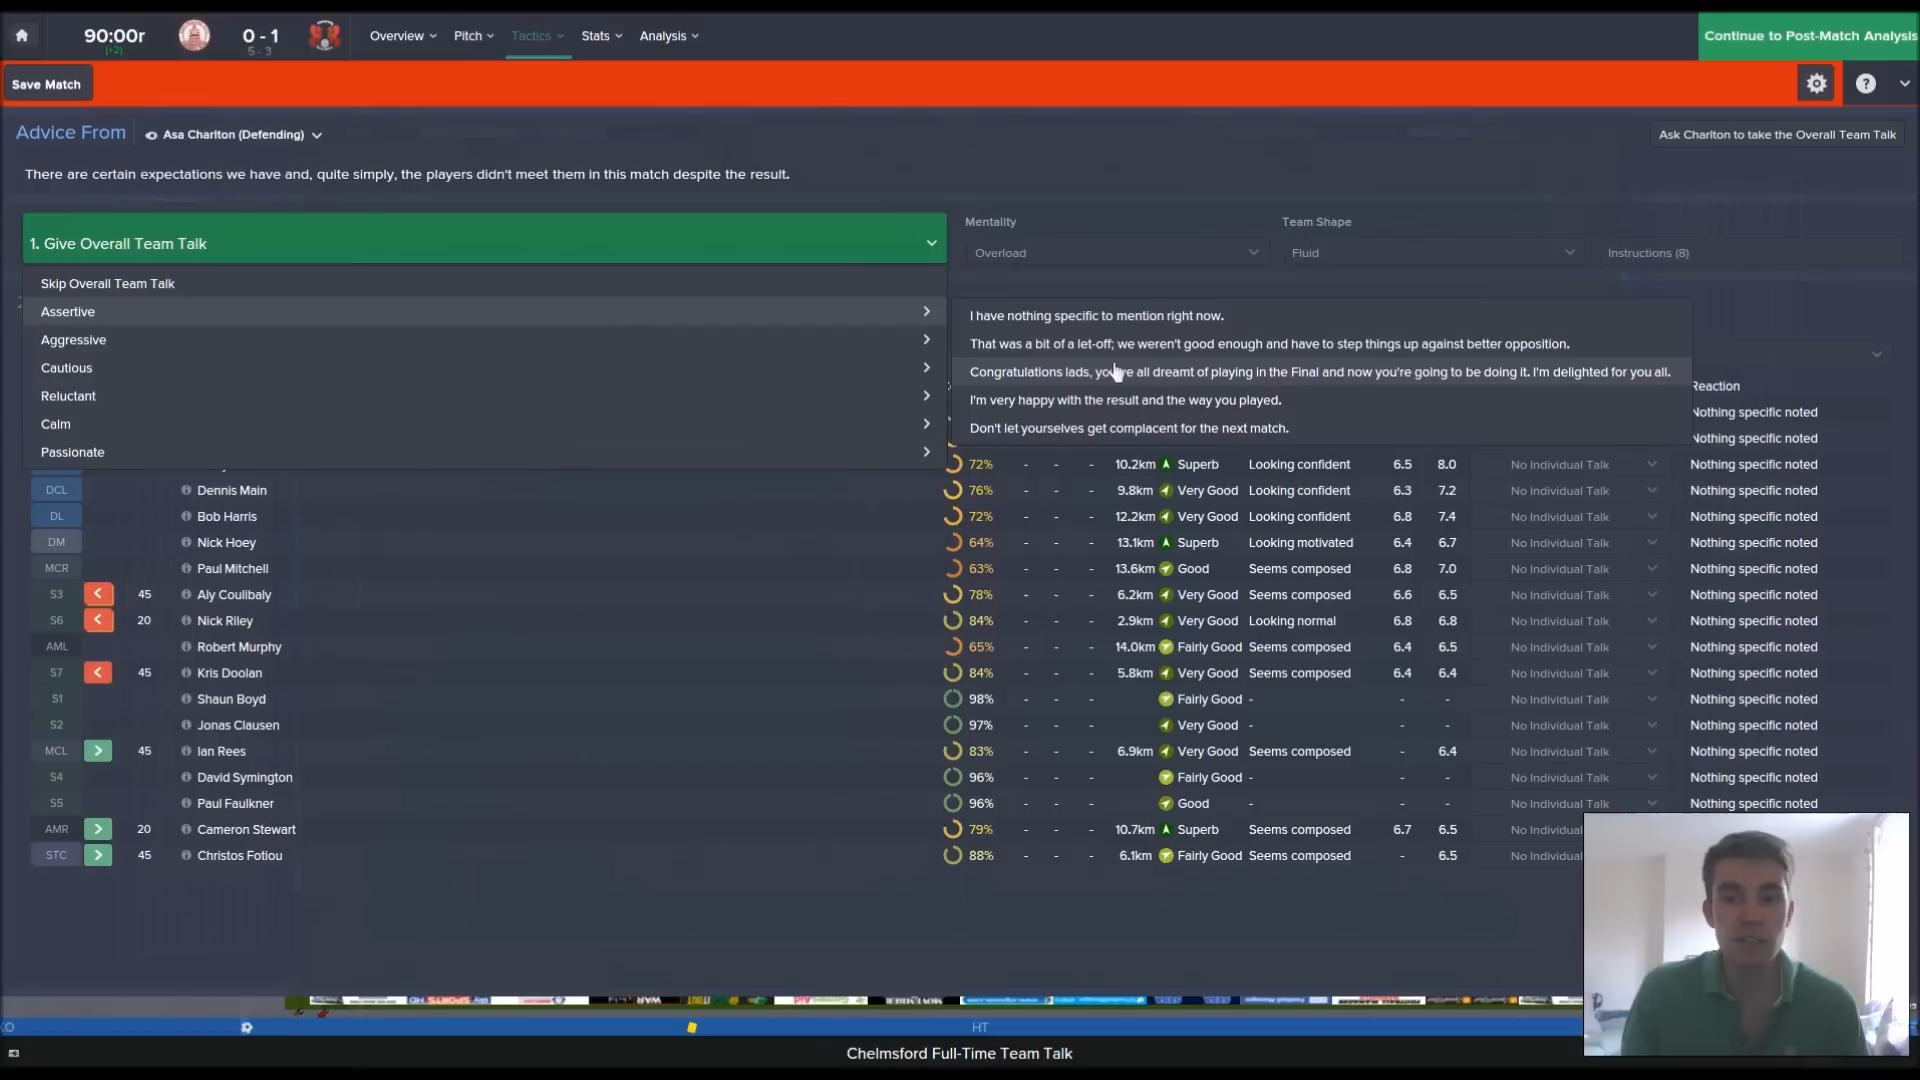 90:00r
(+2)
0 - 1
5 - 3
Overview
Pitch
Tactics
Stats
Analysis
Continue to Post-Match Analysis
Save Match
?
Advice From
Asa Charlton (Defending)
Ask Charlton to take the Overall Team Talk
There are certain expectations we have and, quite simply, the players didn't meet them in this match despite the result.
1. Give Overall Team Talk
Mentality
Team Shape
Overload
Fluid
Instructions (8)
Skip Overall Team Talk
Assertive
Aggressive
Cautious
Reluctant
Calm
Passionate
I have nothing specific to mention right now.
That was a bit of a let-off; we weren't good enough and have to step things up against better opposition.
Congratulations lads, you've all dreamt of playing in the Final and now you're going to be doing it. I'm delighted for you all.
I'm very happy with the result and the way you played.
Don't let yourselves get complacent for the next match.
Reaction
Nothing specific noted
Nothing specific noted
72% - - - 10.2km Superb Looking confident 6.5 8.0 No Individual Talk Nothing specific noted
DCL Dennis Main 76% - - - 9.8km Very Good Looking confident 6.3 7.2 No Individual Talk Nothing specific noted
DL Bob Harris 72% - - - 12.2km Very Good Looking confident 6.8 7.4 No Individual Talk Nothing specific noted
DM Nick Hoey 64% - - - 13.1km Superb Looking motivated 6.4 6.7 No Individual Talk Nothing specific noted
MCR Paul Mitchell 63% - - - 13.6km Good Seems composed 6.8 7.0 No Individual Talk Nothing specific noted
S3 45 Aly Coulibaly 78% - - - 6.2km Very Good Seems composed 6.6 6.5 No Individual Talk Nothing specific noted
S6 20 Nick Riley 84% - - - 2.9km Very Good Looking normal 6.8 6.8 No Individual Talk Nothing specific noted
AML Robert Murphy 65% - - - 14.0km Fairly Good Seems composed 6.4 6.5 No Individual Talk Nothing specific noted
S7 45 Kris Doolan 84% - - - 5.8km Very Good Seems composed 6.4 6.4 No Individual Talk Nothing specific noted
S1 Shaun Boyd 98% - - - Fairly Good - - - No Individual Talk Nothing specific noted
S2 Jonas Clausen 97% - - - Very Good - - - No Individual Talk Nothing specific noted
MCL 45 Ian Rees 83% - - - 6.9km Very Good Seems composed - 6.4 No Individual Talk Nothing specific noted
S4 David Symington 96% - - - Fairly Good - - - No Individual Talk Nothing specific noted
S5 Paul Faulkner 96% - - - Good - - - No Individual Talk Nothing specific noted
AMR 20 Cameron Stewart 79% - - - 10.7km Superb Seems composed 6.7 6.5 No Individual
STC 45 Christos Fotiou 88% - - - 6.1km Fairly Good Seems composed - 6.5 No Individual
KO
HT
Chelmsford Full-Time Team Talk